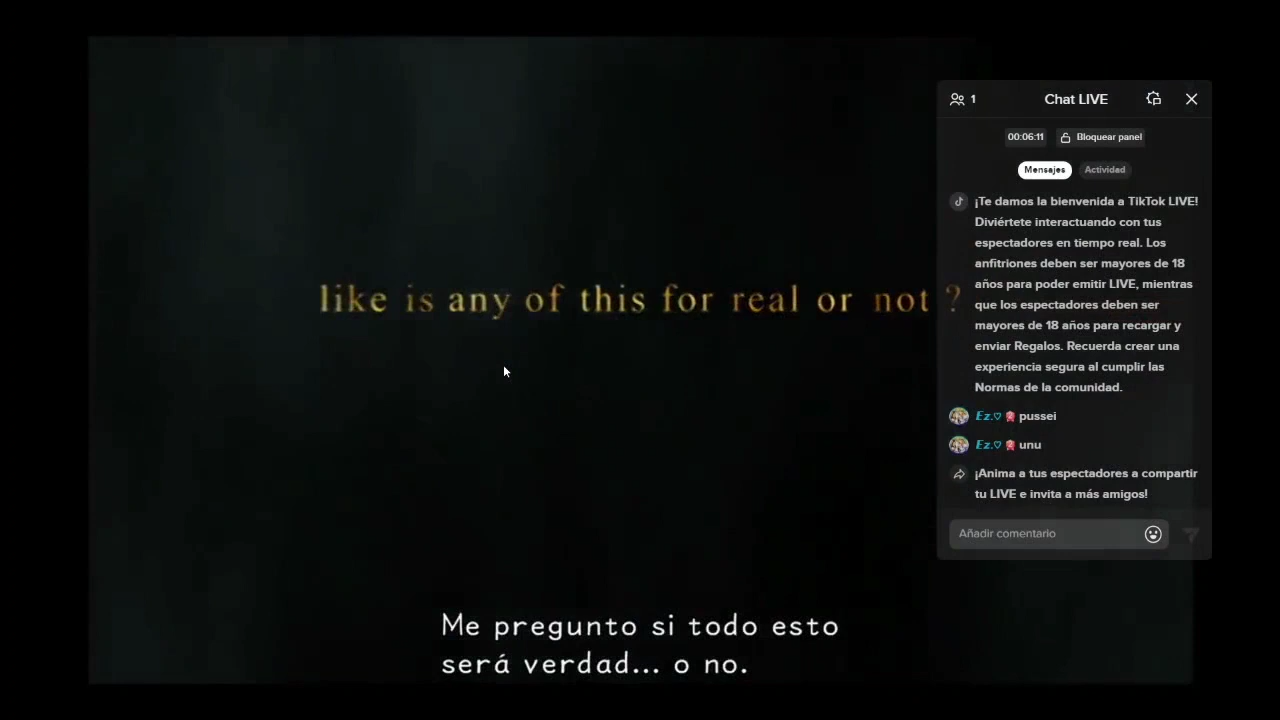 like is any of this for real or not ?
Me pregunto si todo esto
será verdad... o no.
1
Chat LIVE
00:06:11
Bloquear panel
Mensajes
Actividad
¡Te damos la bienvenida a TikTok LIVE!
Diviértete interactuando con tus
espectadores en tiempo real. Los
anfitriones deben ser mayores de 18
años para poder emitir LIVE, mientras
que los espectadores deben ser
mayores de 18 años para recargar y
enviar Regalos. Recuerda crear una
experiencia segura al cumplir las
Normas de la comunidad.
Ez.♡ pussei
Ez.♡ unu
¡Anima a tus espectadores a compartir
tu LIVE e invita a más amigos!
Añadir comentario